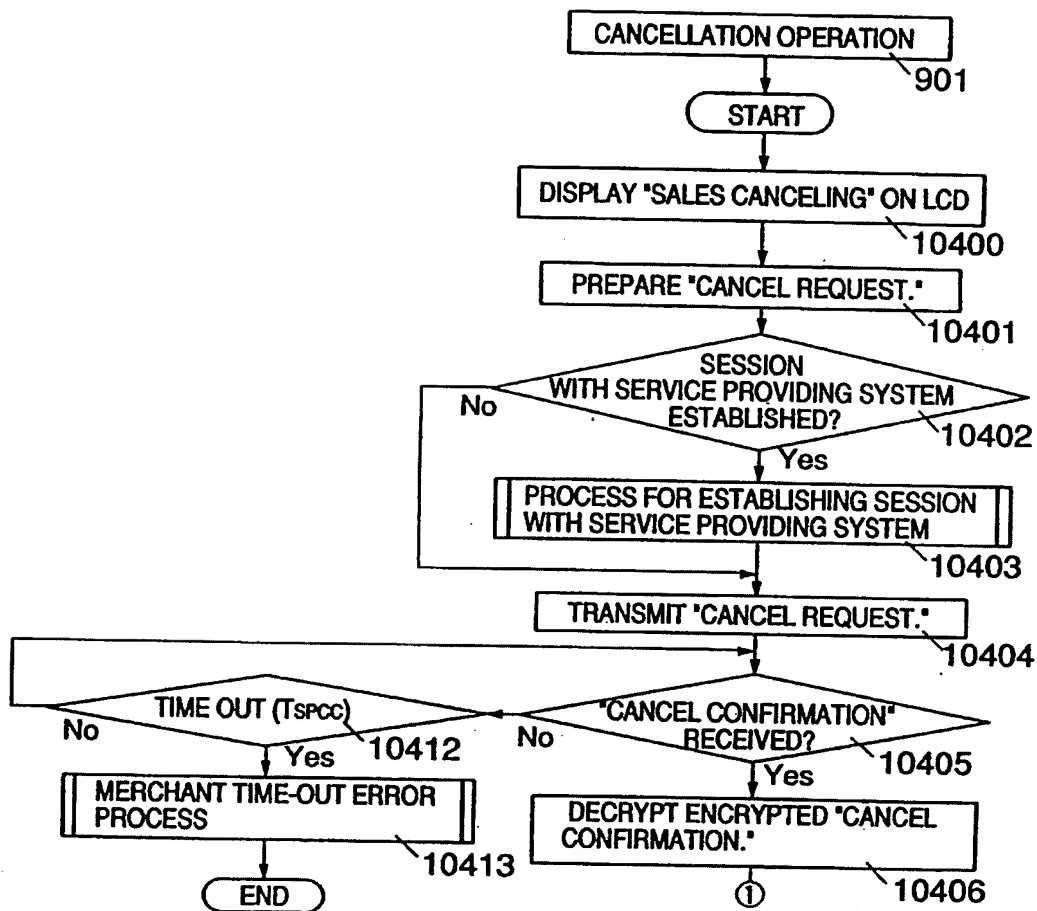 CANCELLATION OPERATION
901
START
DISPLAY "SALES CANCELING" ON LCD
10400
PREPARE "CANCEL REQUEST."
10401
SESSION
WITH SERVICE PROVIDING SYSTEM
ESTABLISHED?
No
10402
Yes
PROCESS FOR ESTABLISHING SESSION
WITH SERVICE PROVIDING SYSTEM
10403
TRANSMIT "CANCEL REQUEST."
10404
TIME OUT (TSPCC)
No
10412
Yes
"CANCEL CONFIRMATION"
RECEIVED?
No
10405
Yes
MERCHANT TIME-OUT ERROR
PROCESS
10413
END
DECRYPT ENCRYPTED "CANCEL
CONFIRMATION."
10406
1